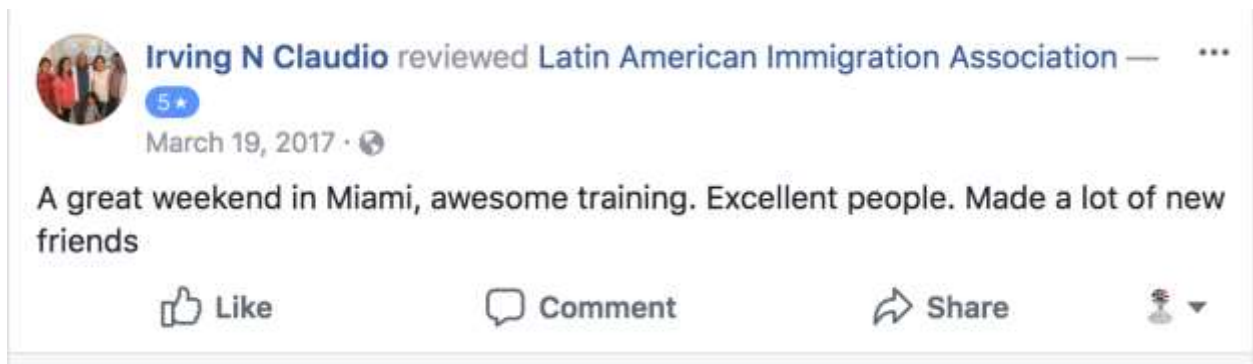 Irving N Claudio reviewed Latin American Immigration Association —
5★
March 19, 2017 ·
A great weekend in Miami, awesome training. Excellent people. Made a lot of new
friends
Like Comment Share